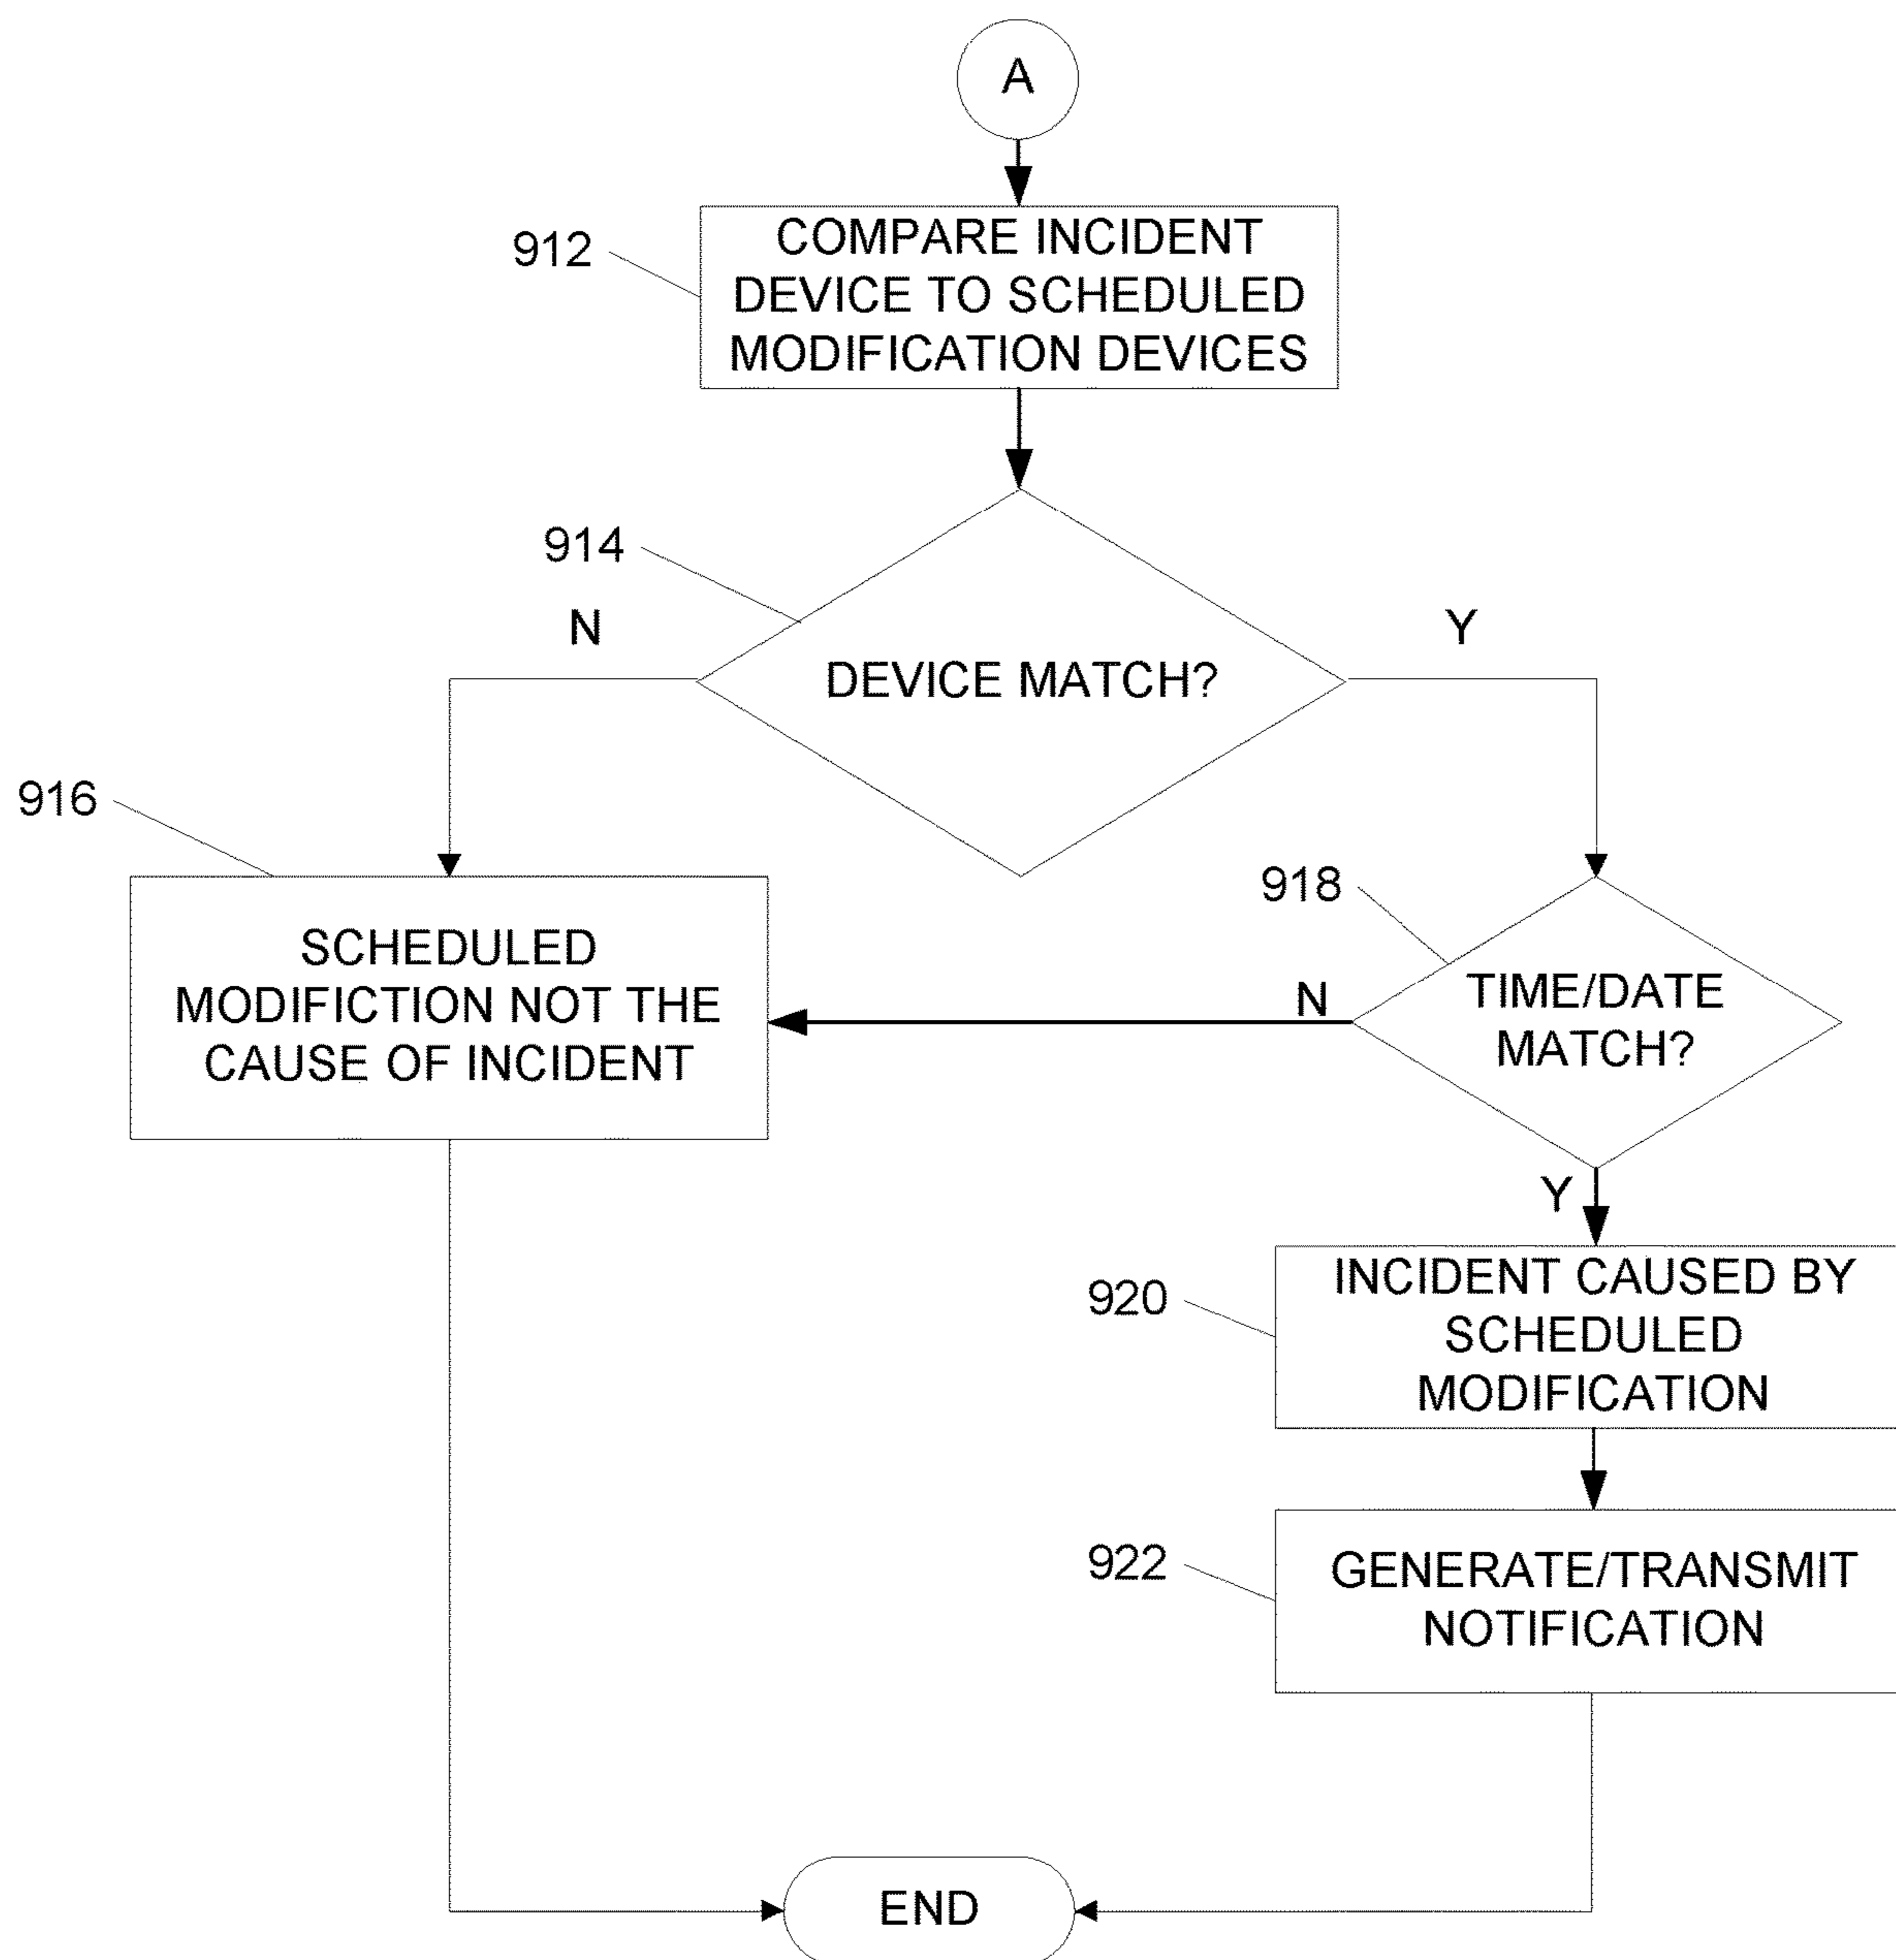 A
912
COMPARE INCIDENT
DEVICE TO SCHEDULED
MODIFICATION DEVICES
914
N
Y
DEVICE MATCH?
916
SCHEDULED
MODIFICTION NOT THE
CAUSE OF INCIDENT
918
N
TIME/DATE
MATCH?
Y
920
INCIDENT CAUSED BY
SCHEDULED
MODIFICATION
922
GENERATE/TRANSMIT
NOTIFICATION
END